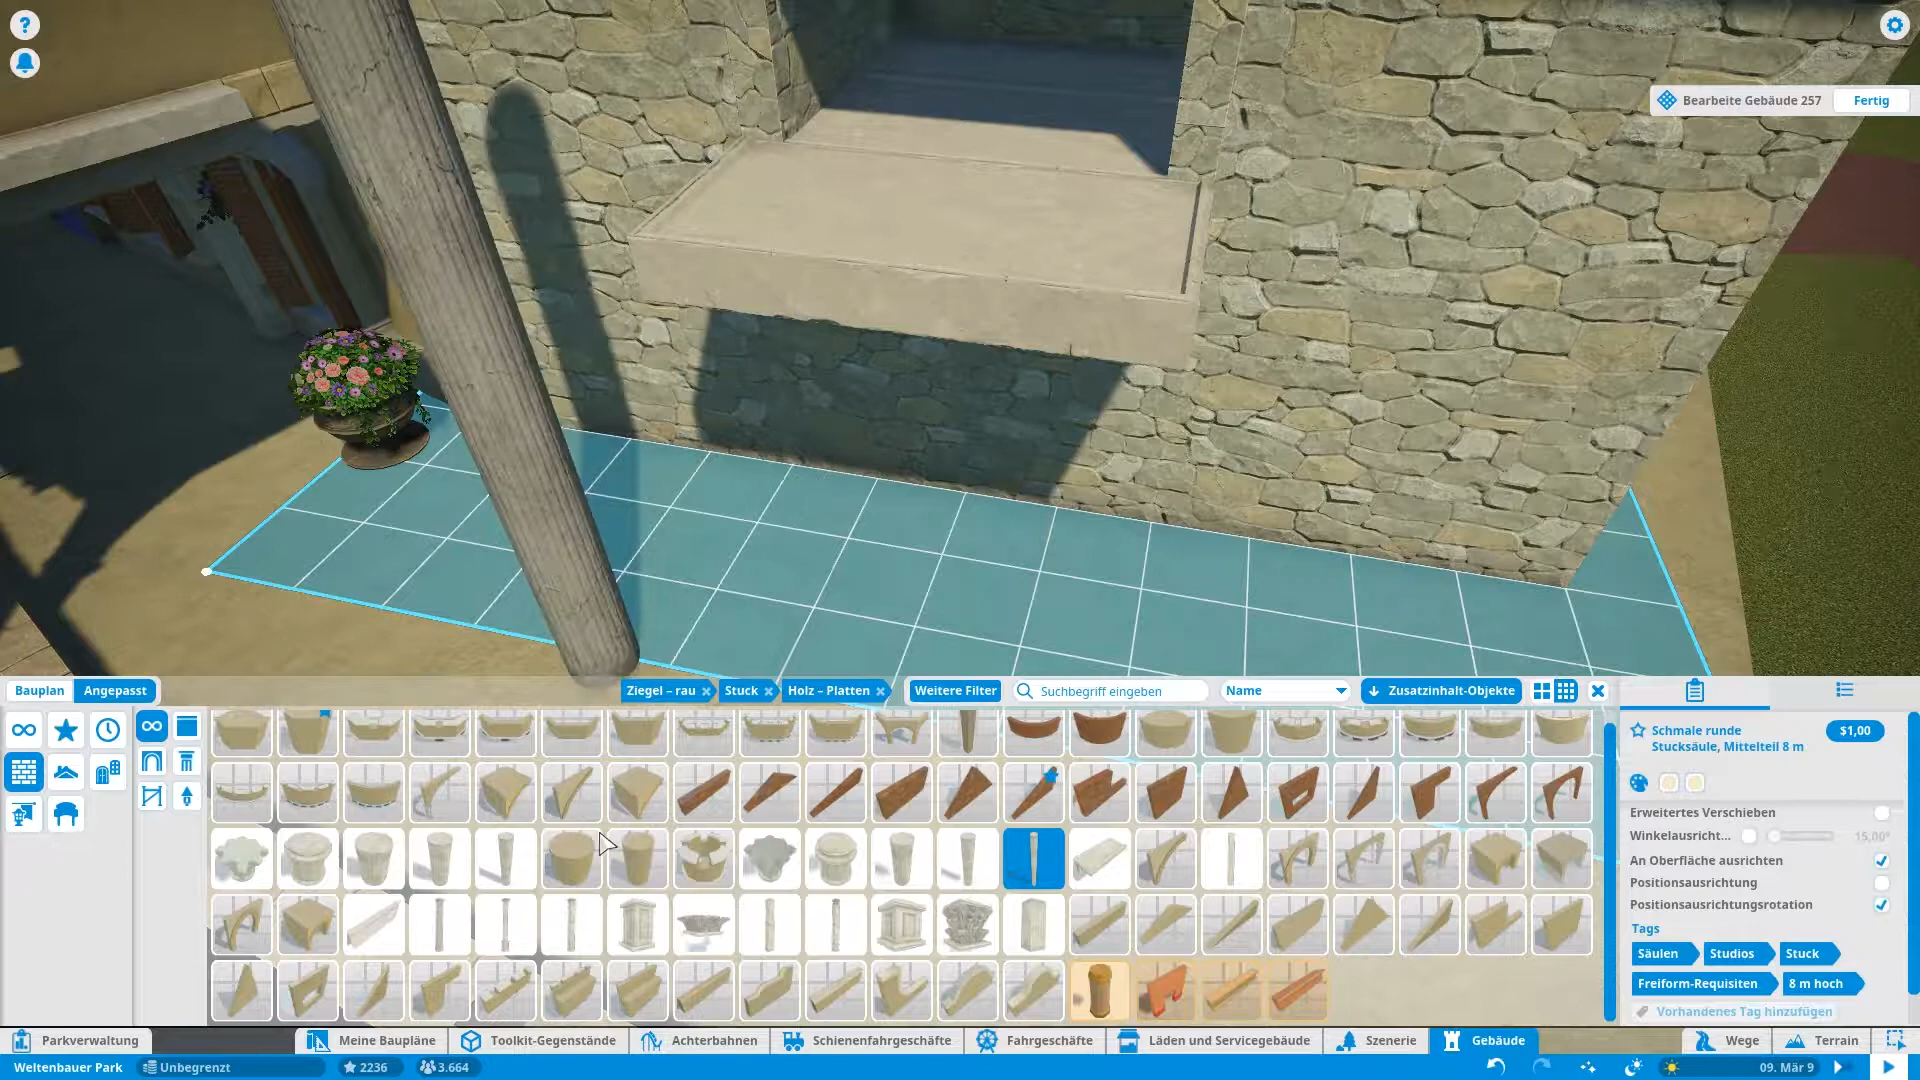 ?
Bearbeite Gebäude 257
Fertig
Bauplan
Angepasst
Ziegel – rau
Stuck
Holz – Platten
Weitere Filter
Suchbegriff eingeben
Name
Zusatzinhalt-Objekte
Schmale runde
Stucksäule, Mittelteil 8 m
$1,00
Erweitertes Verschieben
Winkelausricht...
15,00°
An Oberfläche ausrichten
Positionsausrichtung
Positionsausrichtungsrotation
Tags
Säulen
Studios
Stuck
Freiform-Requisiten
8 m hoch
Vorhandenes Tag hinzufügen
Parkverwaltung
Meine Baupläne
Toolkit-Gegenstände
Achterbahnen
Schienenfahrgeschäfte
Fahrgeschäfte
Läden und Servicegebäude
Szenerie
Gebäude
Wege
Terrain
Weltenbauer Park
Unbegrenzt
2236
3.664
09. Mär 9